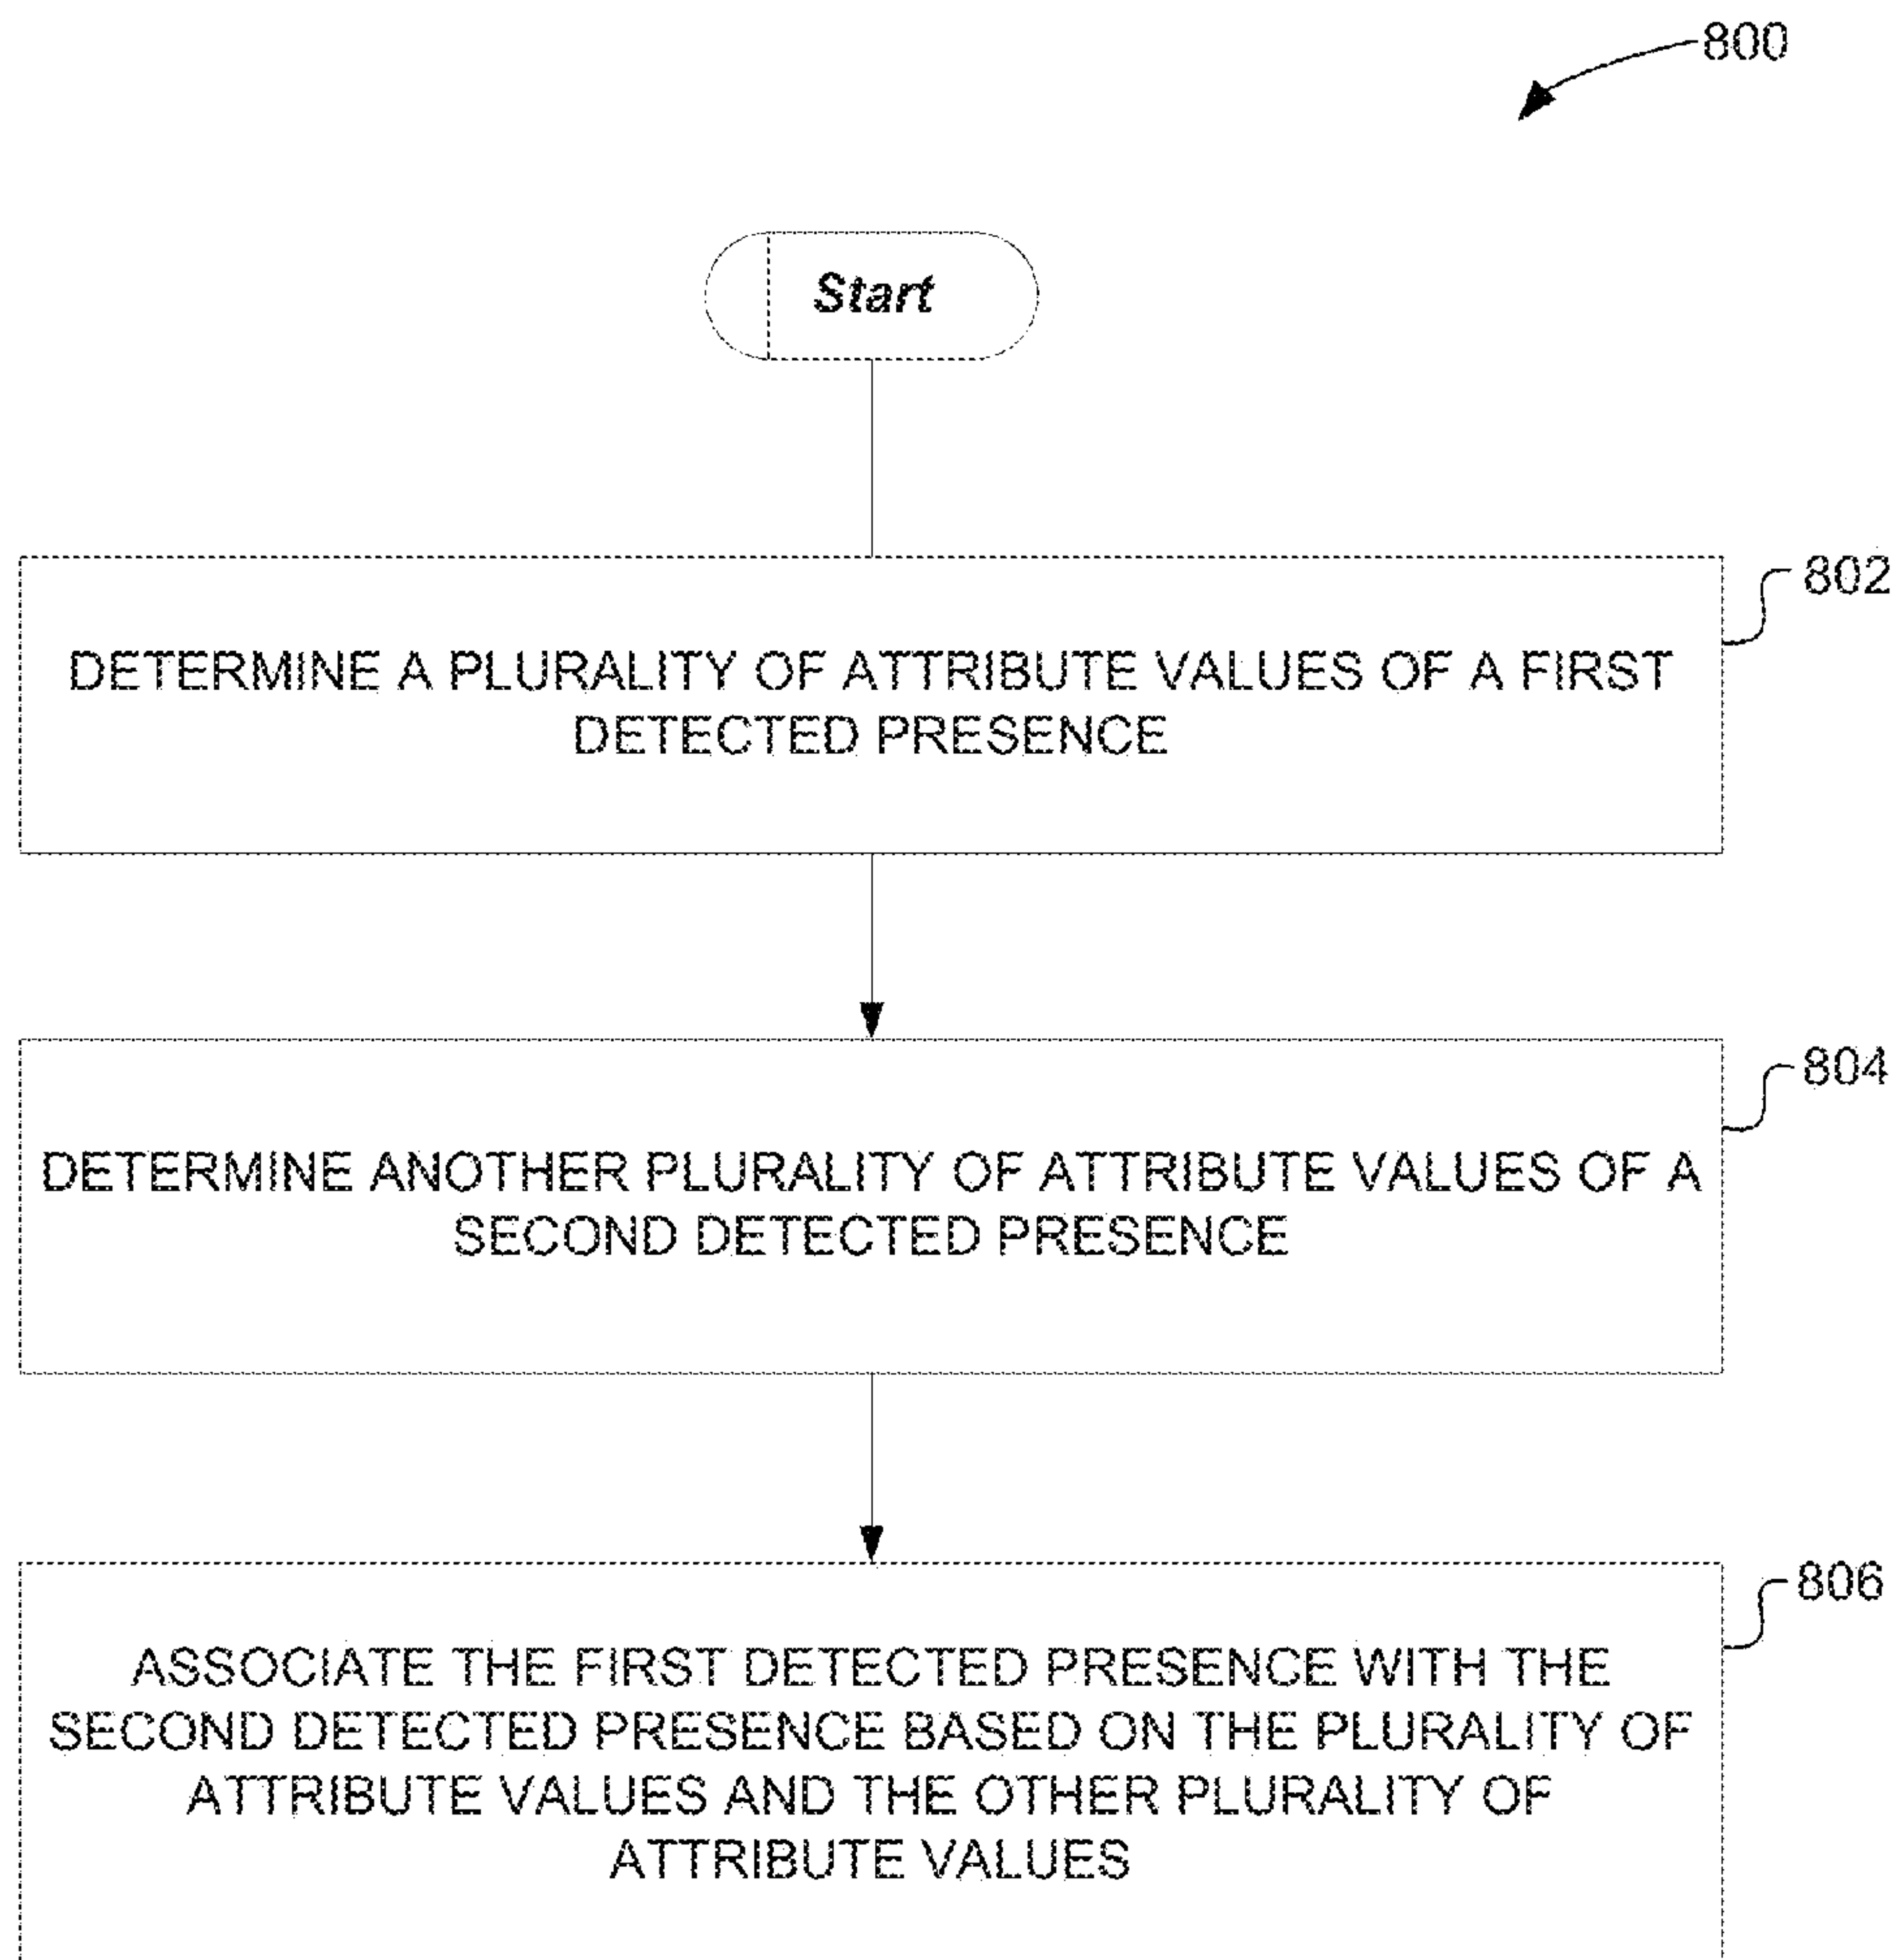 800
Start
802
DETERMINE A PLURALITY OF ATTRIBUTE VALUES OF A FIRST
DETECTED PRESENCE
804
DETERMINE ANOTHER PLURALITY OF ATTRIBUTE VALUES OF A
SECOND DETECTED PRESENCE
806
ASSOCIATE THE FIRST DETECTED PRESENCE WITH THE
SECOND DETECTED PRESENCE BASED ON THE PLURALITY OF
ATTRIBUTE VALUES AND THE OTHER PLURALITY OF
ATTRIBUTE VALUES